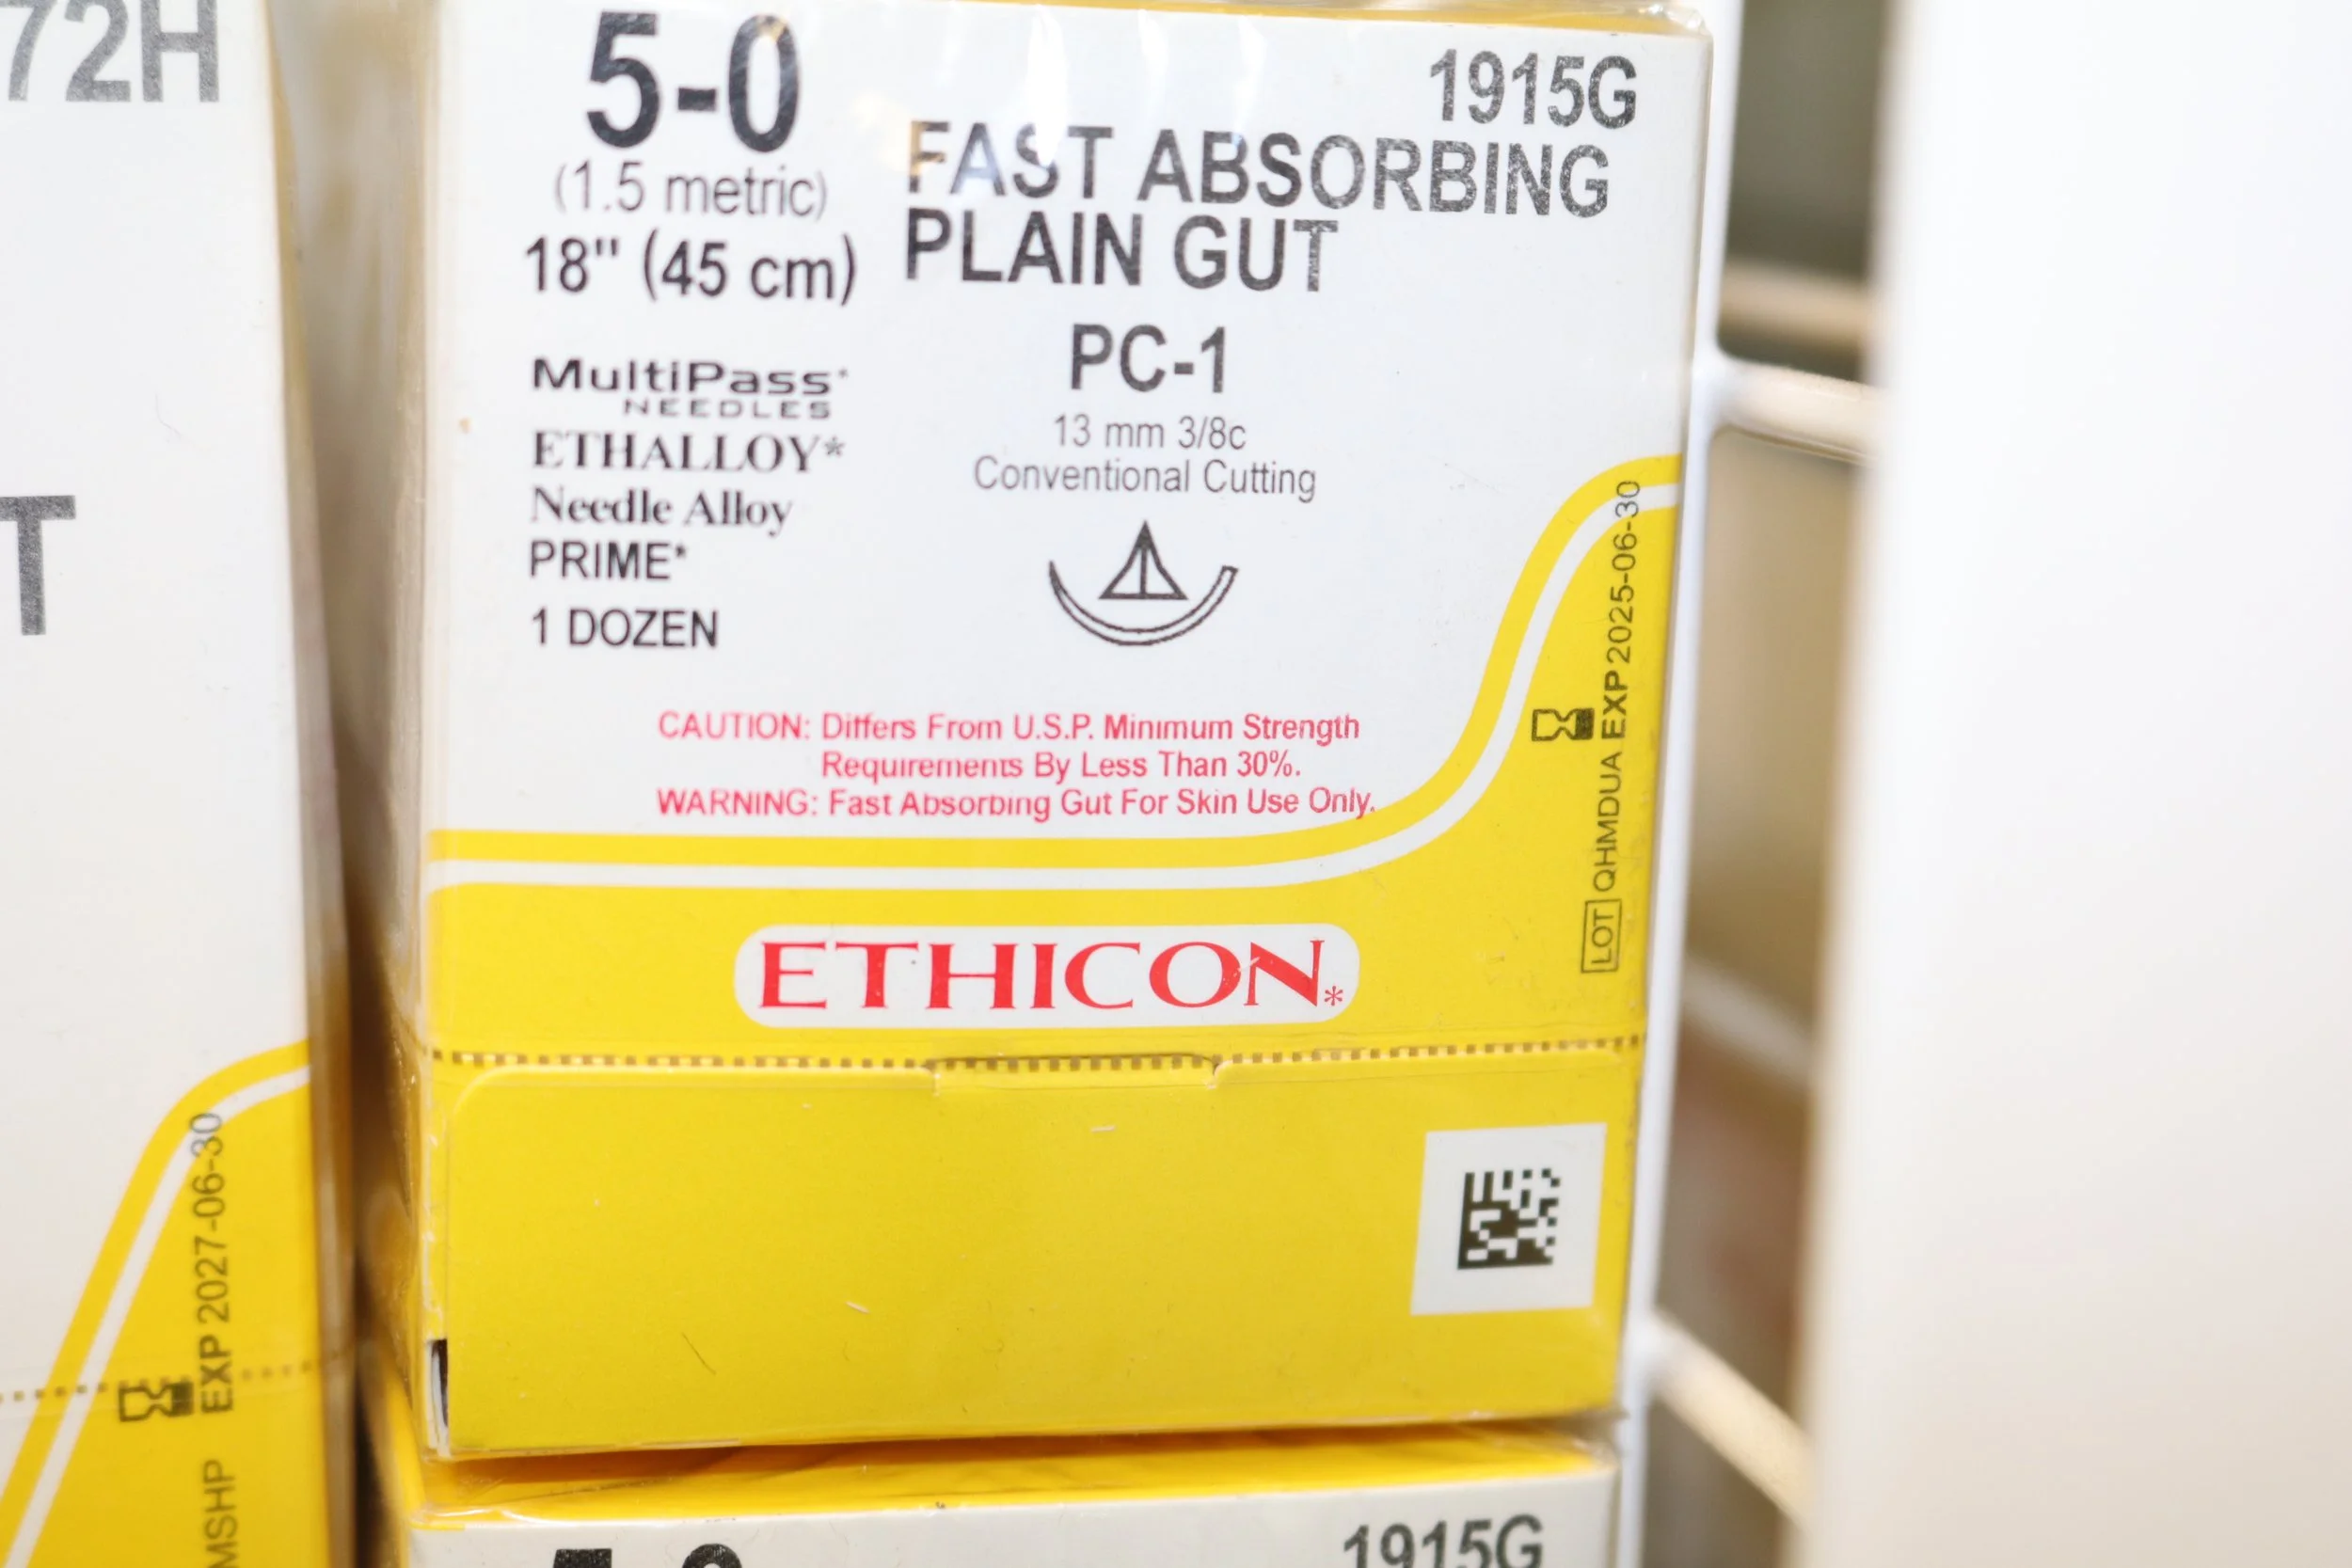 72H
T
EXP 2027-06-30
MSHP
5-0
(1.5 metric)
18" (45 cm)
MultiPass*
NEEDLES
ETHALLOY*
Needle Alloy
PRIME*
1 DOZEN
1915G
FAST ABSORBING
PLAIN GUT
PC-1
13 mm 3/8c
Conventional Cutting
CAUTION: Differs From U.S.P. Minimum Strength
Requirements By Less Than 30%.
WARNING: Fast Absorbing Gut For Skin Use Only.
LOT QHMDUA EXP 2025-06-30
ETHICON*
5-0
1915G